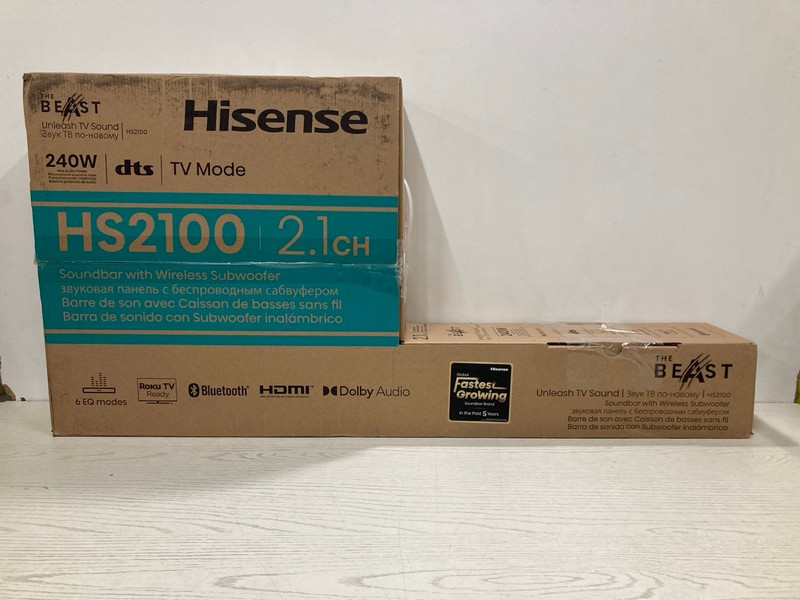 THE
BEAST
Hisense
Unleash TV Sound
Звук ТВ по-новому | HS2100
240W
dts
TV Mode
HS2100 | 2.1CH
Soundbar with Wireless Subwoofer
звуковая панель с беспроводным сабвуфером
Barre de son avec Caisson de basses sans fil
Barra de sonido con Subwoofer inalámbrico
6 EQ modes
Roku TV
Ready
Bluetooth®
HDMI™
Dolby Audio
Hisense
Global
Fastest
Growing
Soundbar Brand
In the Past 5 Years
THE
BEAST
Unleash TV Sound | Звук ТВ по-новому | HS2100
Soundbar with Wireless Subwoofer
звуковая панель с беспроводным сабвуфером
Barre de son avec Caisson de basses sans fil
Barra de sonido con Subwoofer inalámbrico